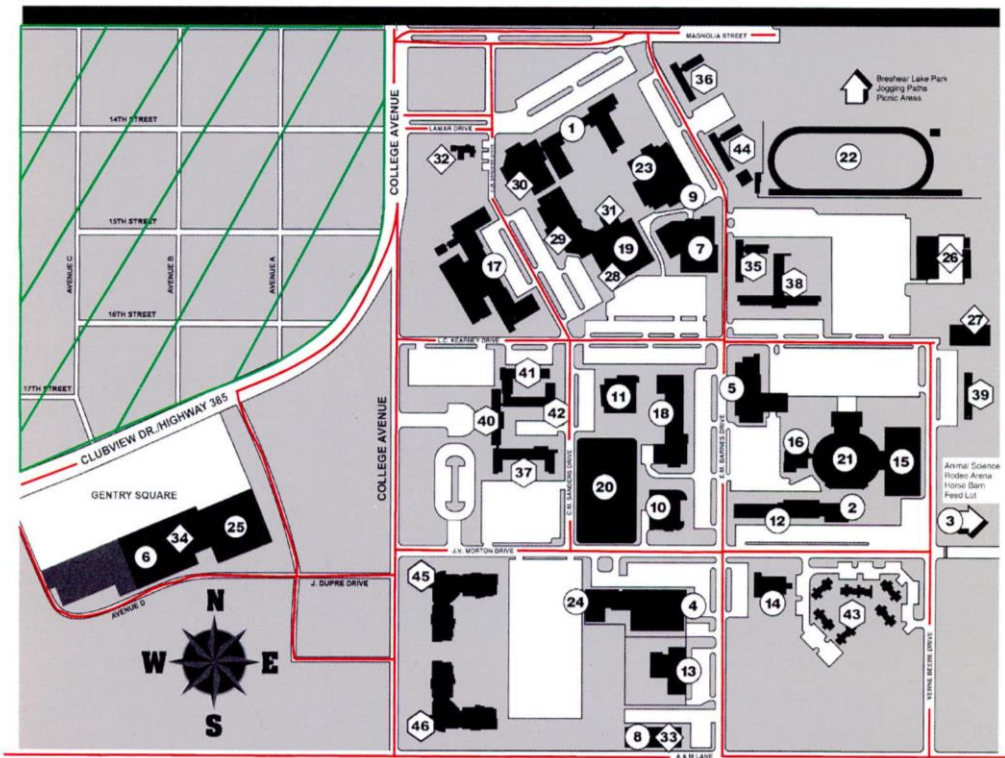 MAGNOLIA STREET
Breshear Lake Park
Jogging Paths
Picnic Areas
36
14TH STREET
LAMAR DRIVE
COLLEGE AVENUE
1
44
32
23
22
30
9
31
15TH STREET
29
19
7
17
28
35
26
38
AVENUE C
AVENUE B
AVENUE A
16TH STREET
27
L.C. KEARNEY DRIVE
17TH STREET
41
5
11
18
39
40
42
CLUBVIEW DR./HIGHWAY 385
16
21
15
37
COLLEGE AVENUE
C.M. SANDERS DRIVE
E.M. BARNES DRIVE
Animal Science
Rodeo Arena
Horse Barn
Feed Lot
3
GENTRY SQUARE
20
10
2
12
6
34
25
J.V. MORTON DRIVE
J. DUPRE DRIVE
AVENUE D
45
24
4
14
43
N
W
E
S
13
VERNE BEEBE DRIVE
46
8
33
A & M LANE